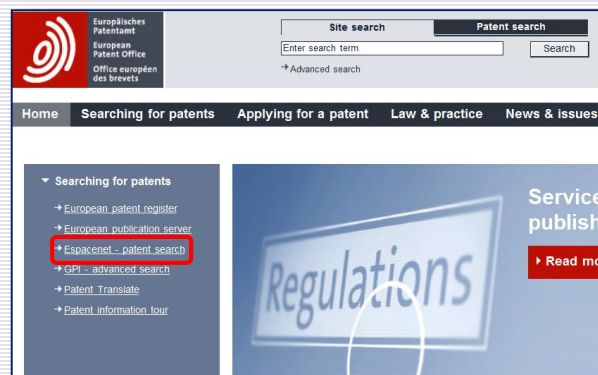 Europäisches
Patentamt
European
Patent Office
Office européen
des brevets
Site search
Patent search
Enter search term
Search
Advanced search
Home
Searching for patents
Applying for a patent
Law & practice
News & issues
Searching for patents
European patent register
European publication server
Espacenet - patent search
GPI - advanced search
Patent Translate
Patent information tour
Regulations
Service
publish
Read mo